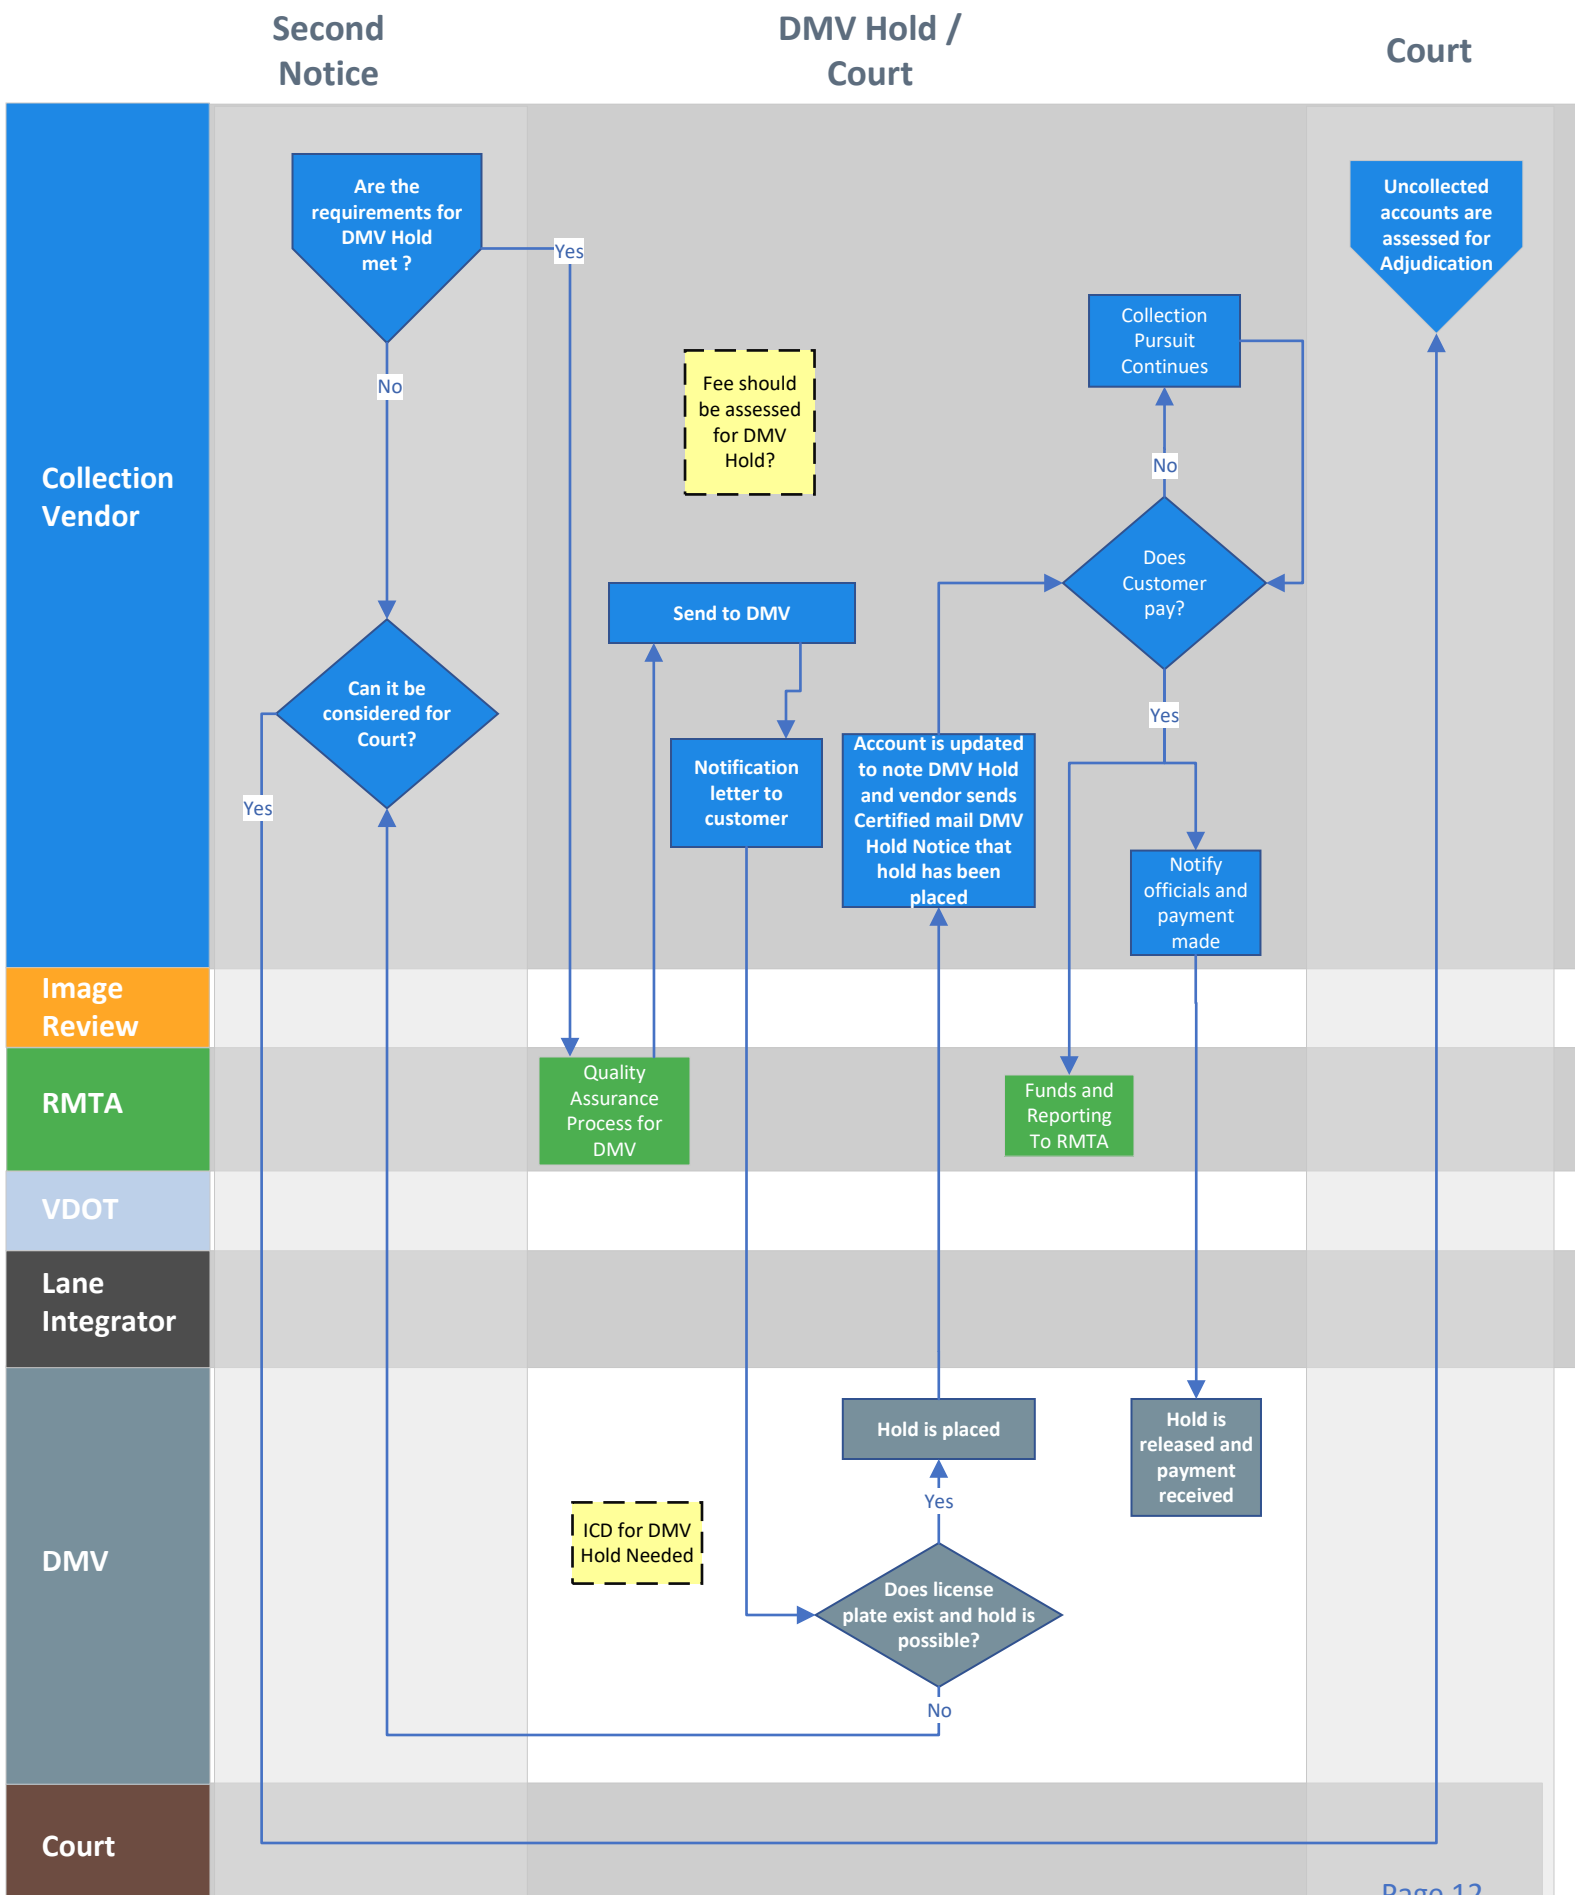 Second
Notice
DMV Hold /
Court
Court
Collection
Vendor
Are the
requirements for
DMV Hold
met ?
Yes
No
Can it be
considered for
Court?
Yes
Fee should
be assessed
for DMV
Hold?
Send to DMV
Notification
letter to
customer
Account is updated
to note DMV Hold
and vendor sends
Certified mail DMV
Hold Notice that
hold has been
placed
Collection
Pursuit
Continues
No
Does
Customer
pay?
Yes
Notify
officials and
payment
made
Uncollected
accounts are
assessed for
Adjudication
Image
Review
RMTA
Quality
Assurance
Process for
DMV
Funds and
Reporting
To RMTA
VDOT
Lane
Integrator
DMV
Hold is placed
Yes
ICD for DMV
Hold Needed
Does license
plate exist and hold is
possible?
No
Hold is
released and
payment
received
Court
Page 12